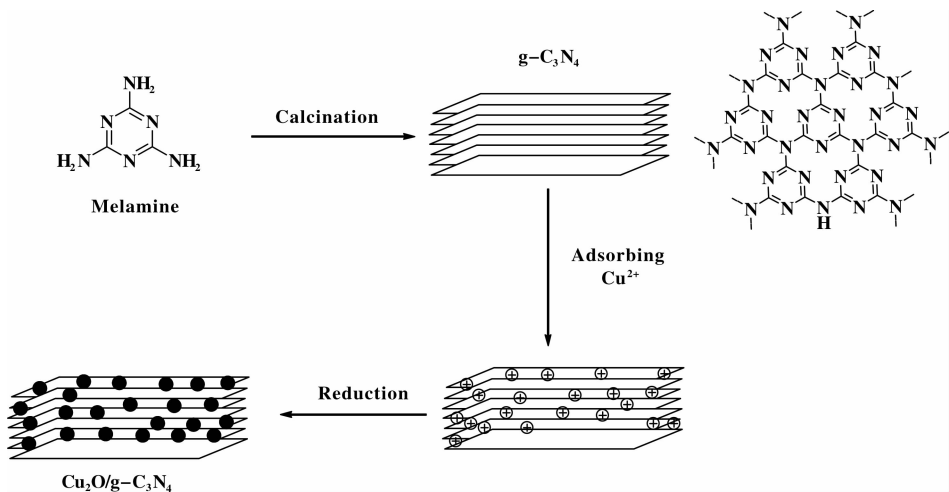 NH₂
N N
H₂N N NH₂
Melamine
Calcination
g−C₃N₄
N N
N N N N
N N N N N
N N N N N N
N N N N N
N N N N
N N N N
N N N N N
H
Adsorbing
Cu²⁺
Reduction
Cu₂O/g−C₃N₄